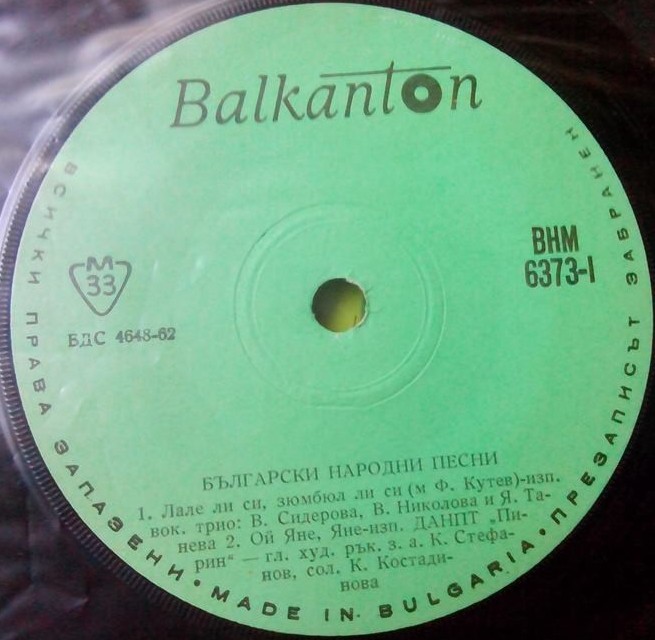 Balkanton
ВНМ
6373-I
М
33
БДС 4648-62
БЪЛГАРСКИ НАРОДНИ ПЕСНИ
1. Лале ли си, зюмбюл ли си (м Ф. Кутев)-изп.
вок. трио: В. Сидерова, В. Николова и Я. Та-
нева 2. Ой Яне, Яне-изп. ДАНПТ „Пи-
рин“ — гл. худ. рък. з. а. К. Стефа-
нов, сол. К. Костади-
нова
ВСИЧКИ ПРАВА ЗАПАЗЕНИ • MADE IN BULGARIA • ПРЕЗАПИСЪТ ЗАБРАНЕН